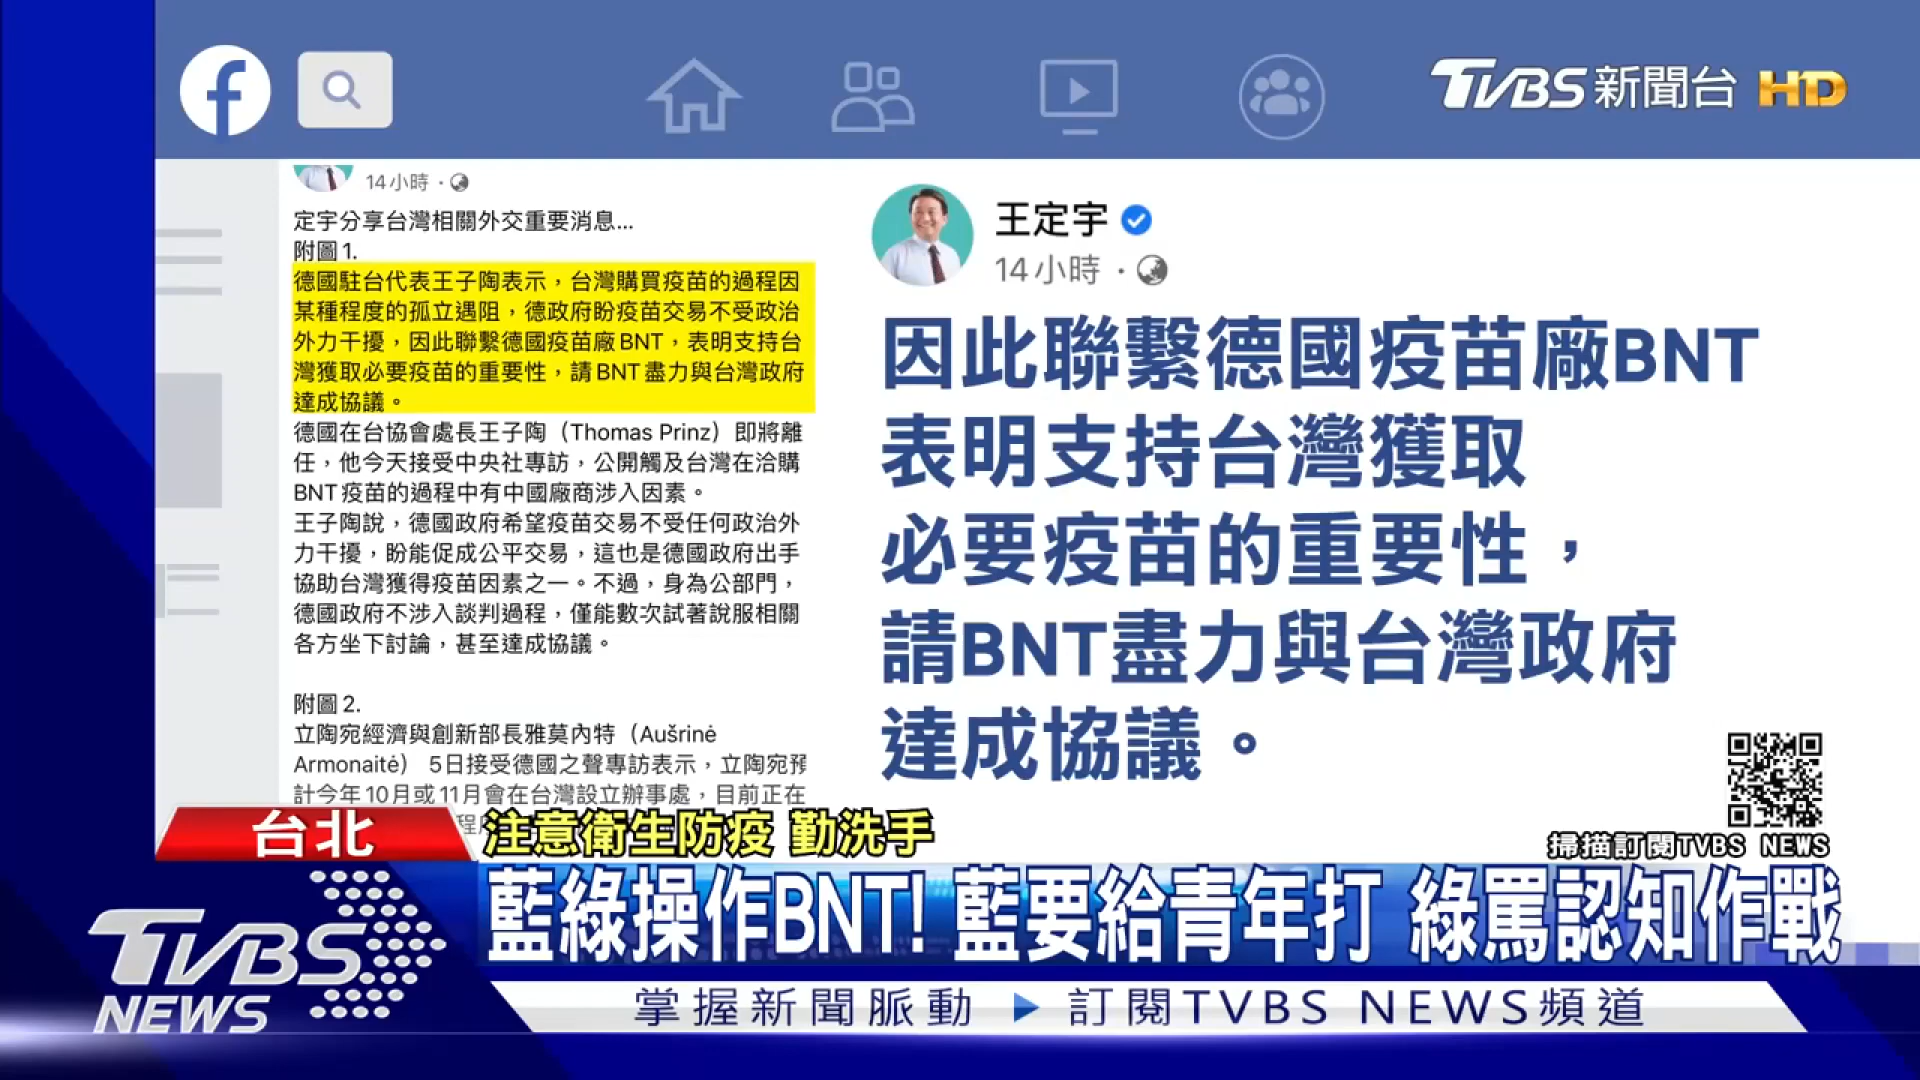 TVBS新聞台 HD
14小時 ·
定宇分享台灣相關外交重要消息...
附圖1.
德國駐台代表王子陶表示，台灣購買疫苗的過程因
某種程度的孤立遇阻，德政府盼疫苗交易不受政治
外力干擾，因此聯繫德國疫苗廠BNT，表明支持台
灣獲取必要疫苗的重要性，請BNT盡力與台灣政府
達成協議。
德國在台協會處長王子陶（Thomas Prinz）即將離
任，他今天接受中央社專訪，公開觸及台灣在洽購
BNT疫苗的過程中有中國廠商涉入因素。
王子陶說，德國政府希望疫苗交易不受任何政治外
力干擾，盼能促成公平交易，這也是德國政府出手
協助台灣獲得疫苗因素之一。不過，身為公部門，
德國政府不涉入談判過程，僅能數次試著說服相關
各方坐下討論，甚至達成協議。
附圖2.
立陶宛經濟與創新部長雅莫內特（Aušrinė
Armonaitė） 5日接受德國之聲專訪表示，立陶宛預
計今年10月或11月會在台灣設立辦事處，目前正在
程
王定宇
14小時 ·
因此聯繫德國疫苗廠BNT
表明支持台灣獲取
必要疫苗的重要性，
請BNT盡力與台灣政府
達成協議。
掃描訂閱TVBS NEWS
台北
注意衛生防疫 勤洗手
藍綠操作BNT! 藍要給青年打 綠罵認知作戰
TVBS
NEWS
掌握新聞脈動 ▶ 訂閱TVBS NEWS頻道